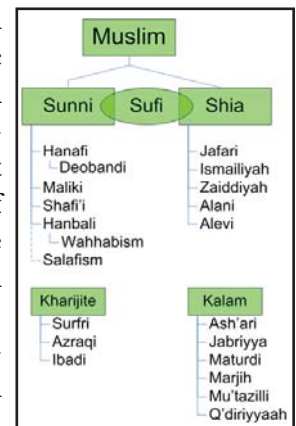 Muslim
Sunni
Sufi
Shia
Hanafi
Deobandi
Maliki
Shafi'i
Hanbali
Wahhabism
Salafism
Jafari
Ismailiyah
Zaiddiyah
Alani
Alevi
Kharijite
Surfri
Azraqi
Ibadi
Kalam
Ash'ari
Jabriyya
Maturdi
Marjih
Mu'tazilli
Q'diriyyaah